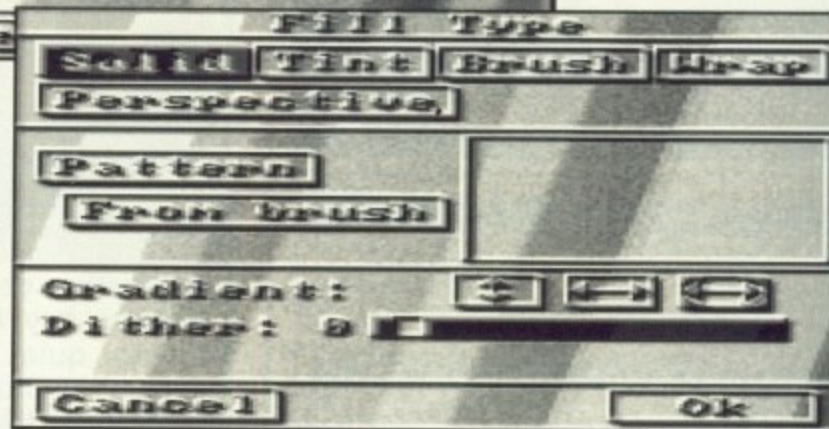 Fill Type
Solid Tint Brush Wrap
Perspective
Pattern
From brush
Gradient:
Dither: 0
Cancel Ok